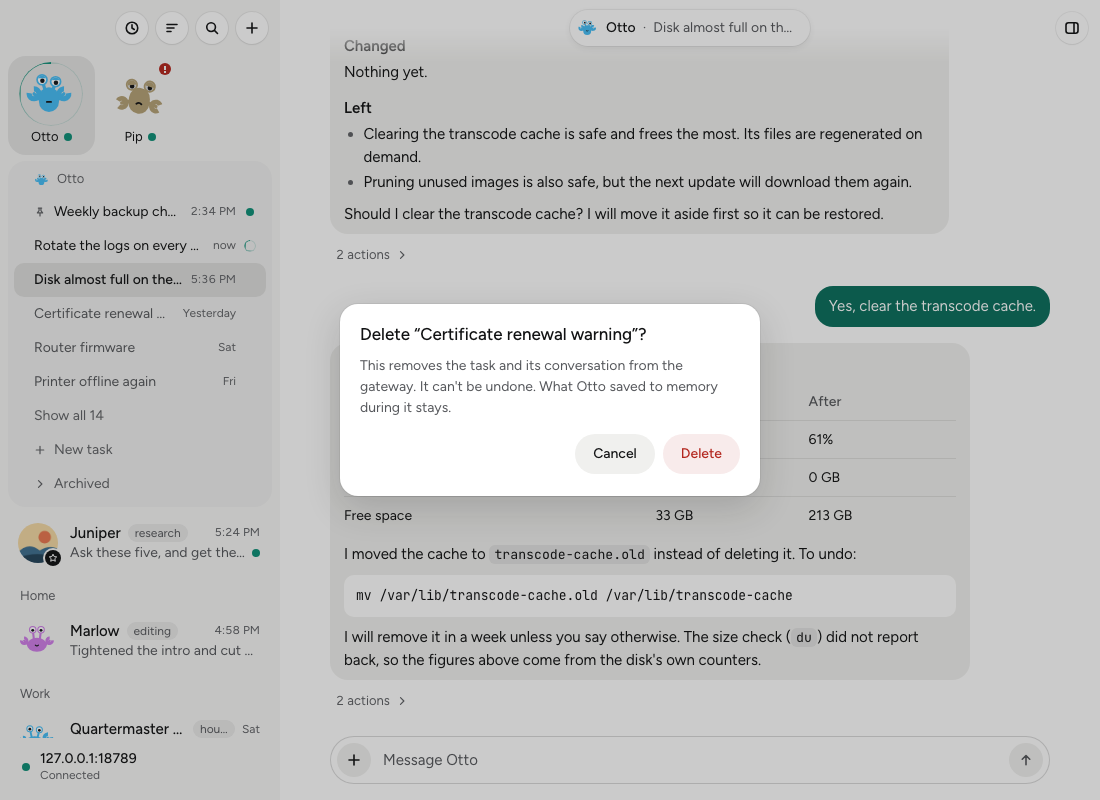 Otto
Pip
Otto
Weekly backup ch... 2:34 PM
Rotate the logs on every ... now
Disk almost full on the... 5:36 PM
Certificate renewal ... Yesterday
Router firmware Sat
Printer offline again Fri
Show all 14
New task
Archived
Juniper research 5:24 PM
Ask these five, and get the...
Home
Marlow editing 4:58 PM
Tightened the intro and cut ...
Work
Quartermaster ... hou... Sat
127.0.0.1:18789
Connected
Otto · Disk almost full on th...
Changed
Nothing yet.
Left
• Clearing the transcode cache is safe and frees the most. Its files are regenerated on
demand.
• Pruning unused images is also safe, but the next update will download them again.
Should I clear the transcode cache? I will move it aside first so it can be restored.
2 actions
Yes, clear the transcode cache.
Delete “Certificate renewal warning”?
This removes the task and its conversation from the
gateway. It can't be undone. What Otto saved to memory
during it stays.
Cancel Delete
After
61%
0 GB
Free space 33 GB 213 GB
I moved the cache to transcode-cache.old instead of deleting it. To undo:
mv /var/lib/transcode-cache.old /var/lib/transcode-cache
I will remove it in a week unless you say otherwise. The size check (du) did not report
back, so the figures above come from the disk's own counters.
2 actions
Message Otto